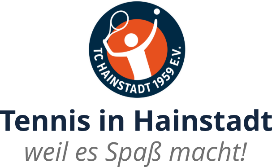 TC HAINSTADT 1959 E.V.
Tennis in Hainstadt
weil es Spaß macht!